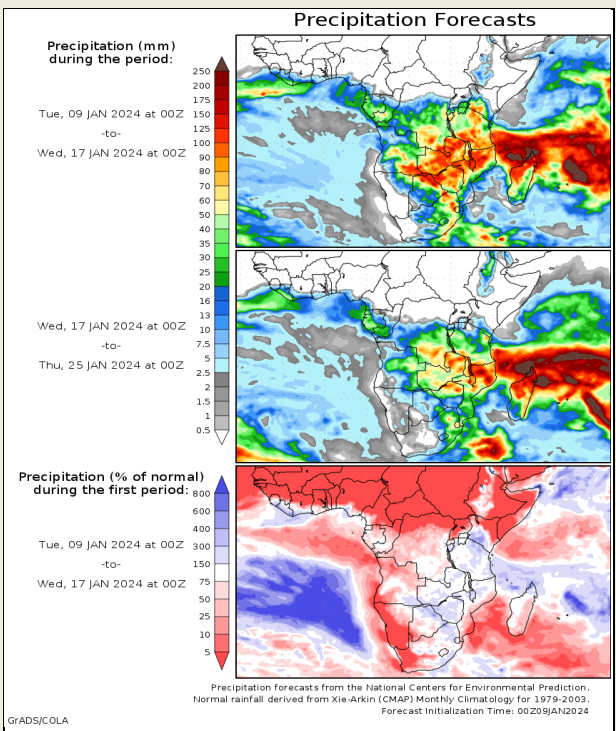 Precipitation Forecasts
Precipitation (mm)
during the period:
Tue, 09 JAN 2024 at 00Z
-to-
Wed, 17 JAN 2024 at 00Z
250
200
175
150
125
100
90
80
70
60
50
40
35
30
25
20
16
13
10
7.5
5
2.5
2
1.5
1
0.5
Wed, 17 JAN 2024 at 00Z
-to-
Thu, 25 JAN 2024 at 00Z
Precipitation (% of normal)
during the first period:
Tue, 09 JAN 2024 at 00Z
-to-
Wed, 17 JAN 2024 at 00Z
800
600
400
300
150
75
50
25
10
5
Precipitation forecasts from the National Centers for Environmental Prediction.
Normal rainfall derived from Xie-Arkin (CMAP) Monthly Climatology for 1979-2003.
Forecast Initialization Time: 00Z09JAN2024
GrADS/COLA